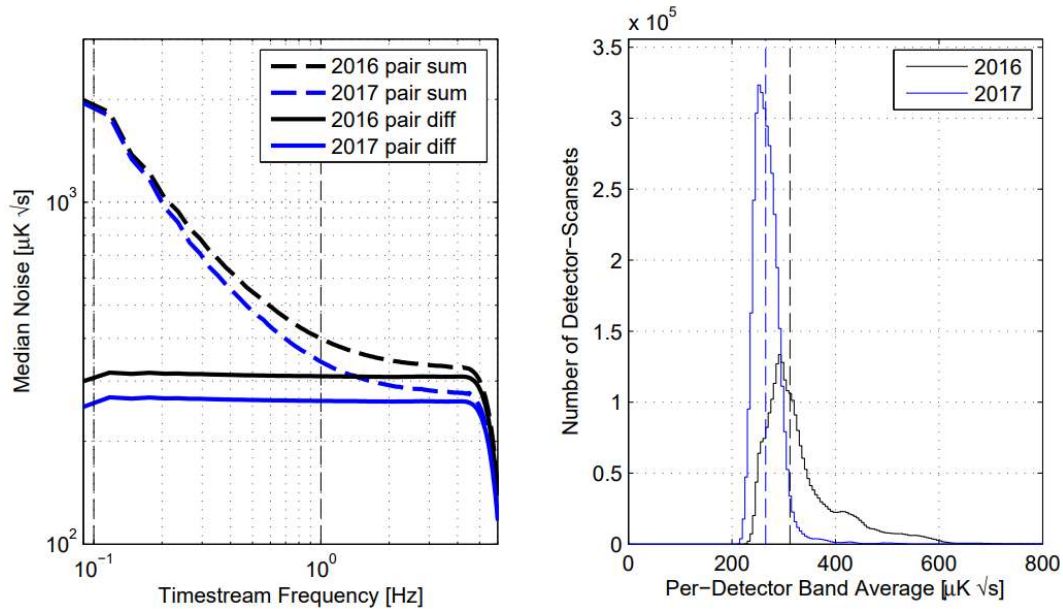 2016 pair sum
2017 pair sum
2016 pair diff
2017 pair diff
Median Noise [μK √s]
10³
10²
10⁻¹
10⁰
Timestream Frequency [Hz]
x 10⁵
2016
2017
Number of Detector−Scansets
3.5
3
2.5
2
1.5
1
0.5
0
0
200
400
600
800
Per−Detector Band Average [μK √s]